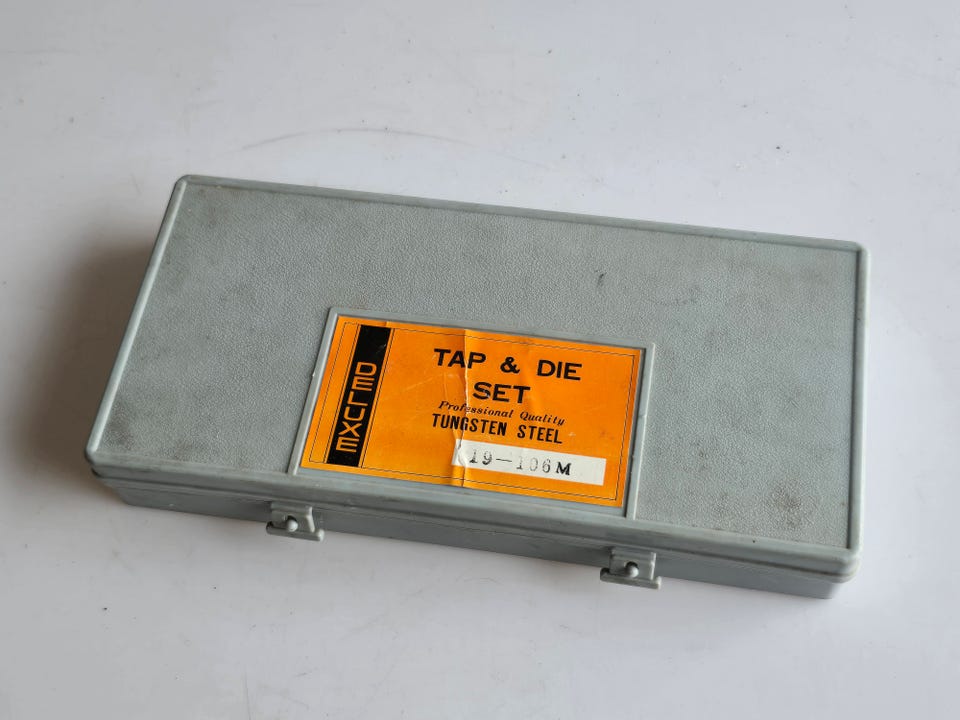 DELUXE
TAP & DIE
SET
Professional Quality
TUNGSTEN STEEL
19-106M